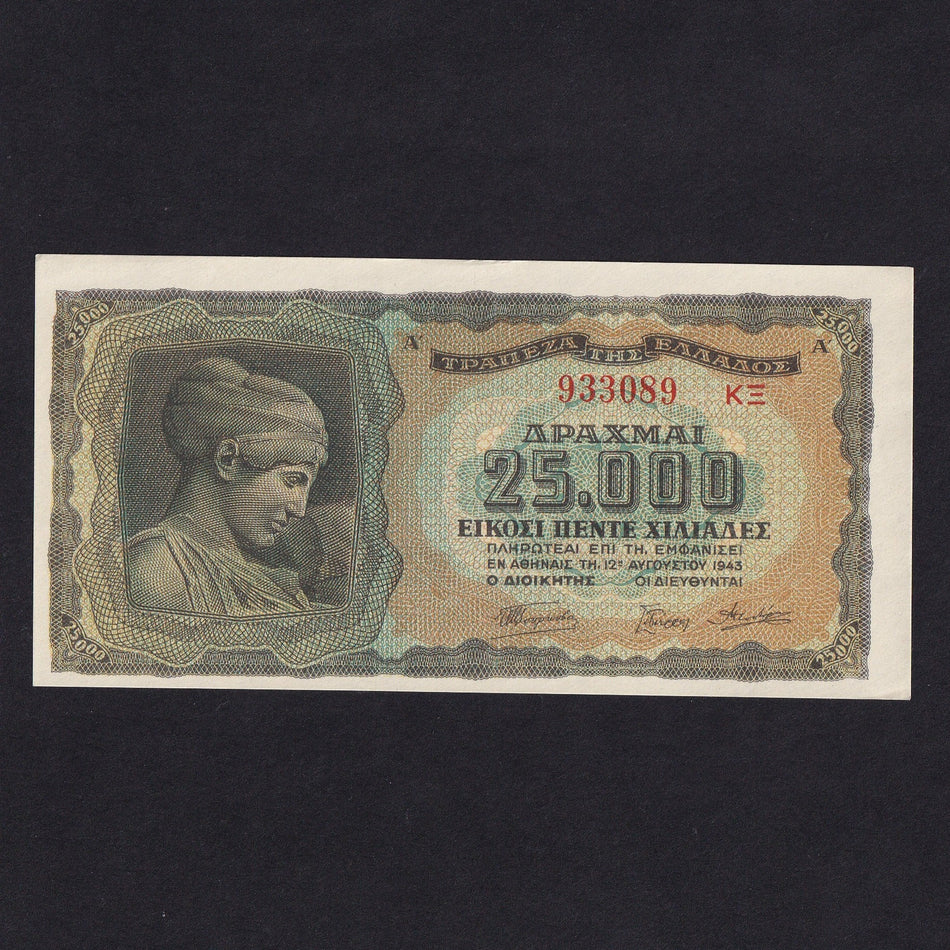 25.000 25.000
Α' Α'
ΤΡΑΠΕΖΑ ΤΗΣ ΕΛΛΑΔΟΣ
933089 ΚΞ
ΔΡΑΧΜΑΙ
25.000
ΕΙΚΟΣΙ ΠΕΝΤΕ ΧΙΛΙΑΔΕΣ
ΠΛΗΡΩΤΕΑΙ ΕΠΙ ΤΗ, ΕΜΦΑΝΙΣΕΙ
ΕΝ ΑΘΗΝΑΙΣ ΤΗ, 12ῃ ΑΥΓΟΥΣΤΟΥ 1943
Ο ΔΙΟΙΚΗΤΗΣ ΟΙ ΔΙΕΥΘΥΝΤΑΙ
25.000 25.000